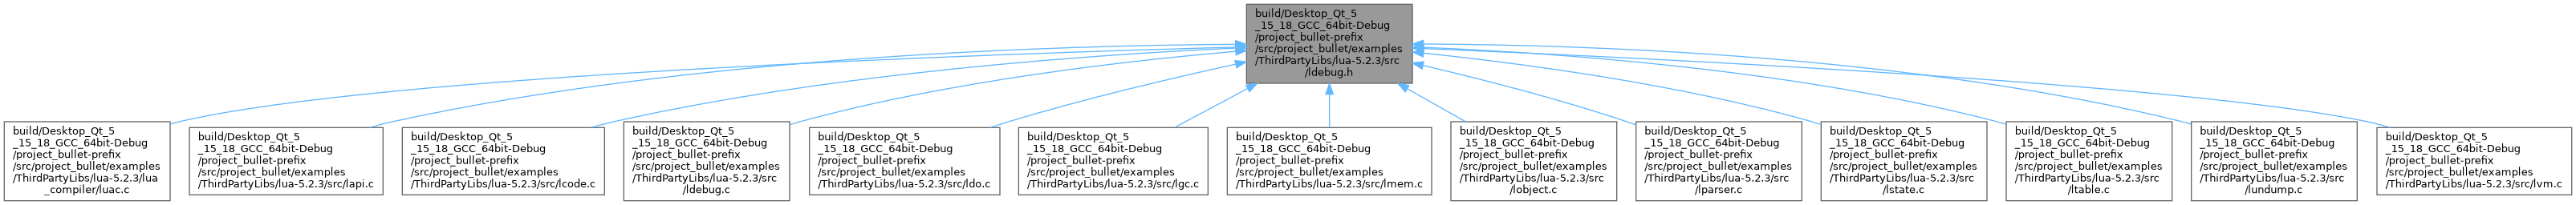 build/Desktop_Qt_5
_15_18_GCC_64bit-Debug
/project_bullet-prefix
/src/project_bullet/examples
/ThirdPartyLibs/lua-5.2.3/src
/ldebug.h
build/Desktop_Qt_5
_15_18_GCC_64bit-Debug
/project_bullet-prefix
/src/project_bullet/examples
/ThirdPartyLibs/lua-5.2.3/lua
_compiler/luac.c
build/Desktop_Qt_5
_15_18_GCC_64bit-Debug
/project_bullet-prefix
/src/project_bullet/examples
/ThirdPartyLibs/lua-5.2.3/src/lapi.c
build/Desktop_Qt_5
_15_18_GCC_64bit-Debug
/project_bullet-prefix
/src/project_bullet/examples
/ThirdPartyLibs/lua-5.2.3/src/lcode.c
build/Desktop_Qt_5
_15_18_GCC_64bit-Debug
/project_bullet-prefix
/src/project_bullet/examples
/ThirdPartyLibs/lua-5.2.3/src
/ldebug.c
build/Desktop_Qt_5
_15_18_GCC_64bit-Debug
/project_bullet-prefix
/src/project_bullet/examples
/ThirdPartyLibs/lua-5.2.3/src/ldo.c
build/Desktop_Qt_5
_15_18_GCC_64bit-Debug
/project_bullet-prefix
/src/project_bullet/examples
/ThirdPartyLibs/lua-5.2.3/src/lgc.c
build/Desktop_Qt_5
_15_18_GCC_64bit-Debug
/project_bullet-prefix
/src/project_bullet/examples
/ThirdPartyLibs/lua-5.2.3/src/lmem.c
build/Desktop_Qt_5
_15_18_GCC_64bit-Debug
/project_bullet-prefix
/src/project_bullet/examples
/ThirdPartyLibs/lua-5.2.3/src
/lobject.c
build/Desktop_Qt_5
_15_18_GCC_64bit-Debug
/project_bullet-prefix
/src/project_bullet/examples
/ThirdPartyLibs/lua-5.2.3/src
/lparser.c
build/Desktop_Qt_5
_15_18_GCC_64bit-Debug
/project_bullet-prefix
/src/project_bullet/examples
/ThirdPartyLibs/lua-5.2.3/src
/lstate.c
build/Desktop_Qt_5
_15_18_GCC_64bit-Debug
/project_bullet-prefix
/src/project_bullet/examples
/ThirdPartyLibs/lua-5.2.3/src
/ltable.c
build/Desktop_Qt_5
_15_18_GCC_64bit-Debug
/project_bullet-prefix
/src/project_bullet/examples
/ThirdPartyLibs/lua-5.2.3/src
/lundump.c
build/Desktop_Qt_5
_15_18_GCC_64bit-Debug
/project_bullet-prefix
/src/project_bullet/examples
/ThirdPartyLibs/lua-5.2.3/src/lvm.c